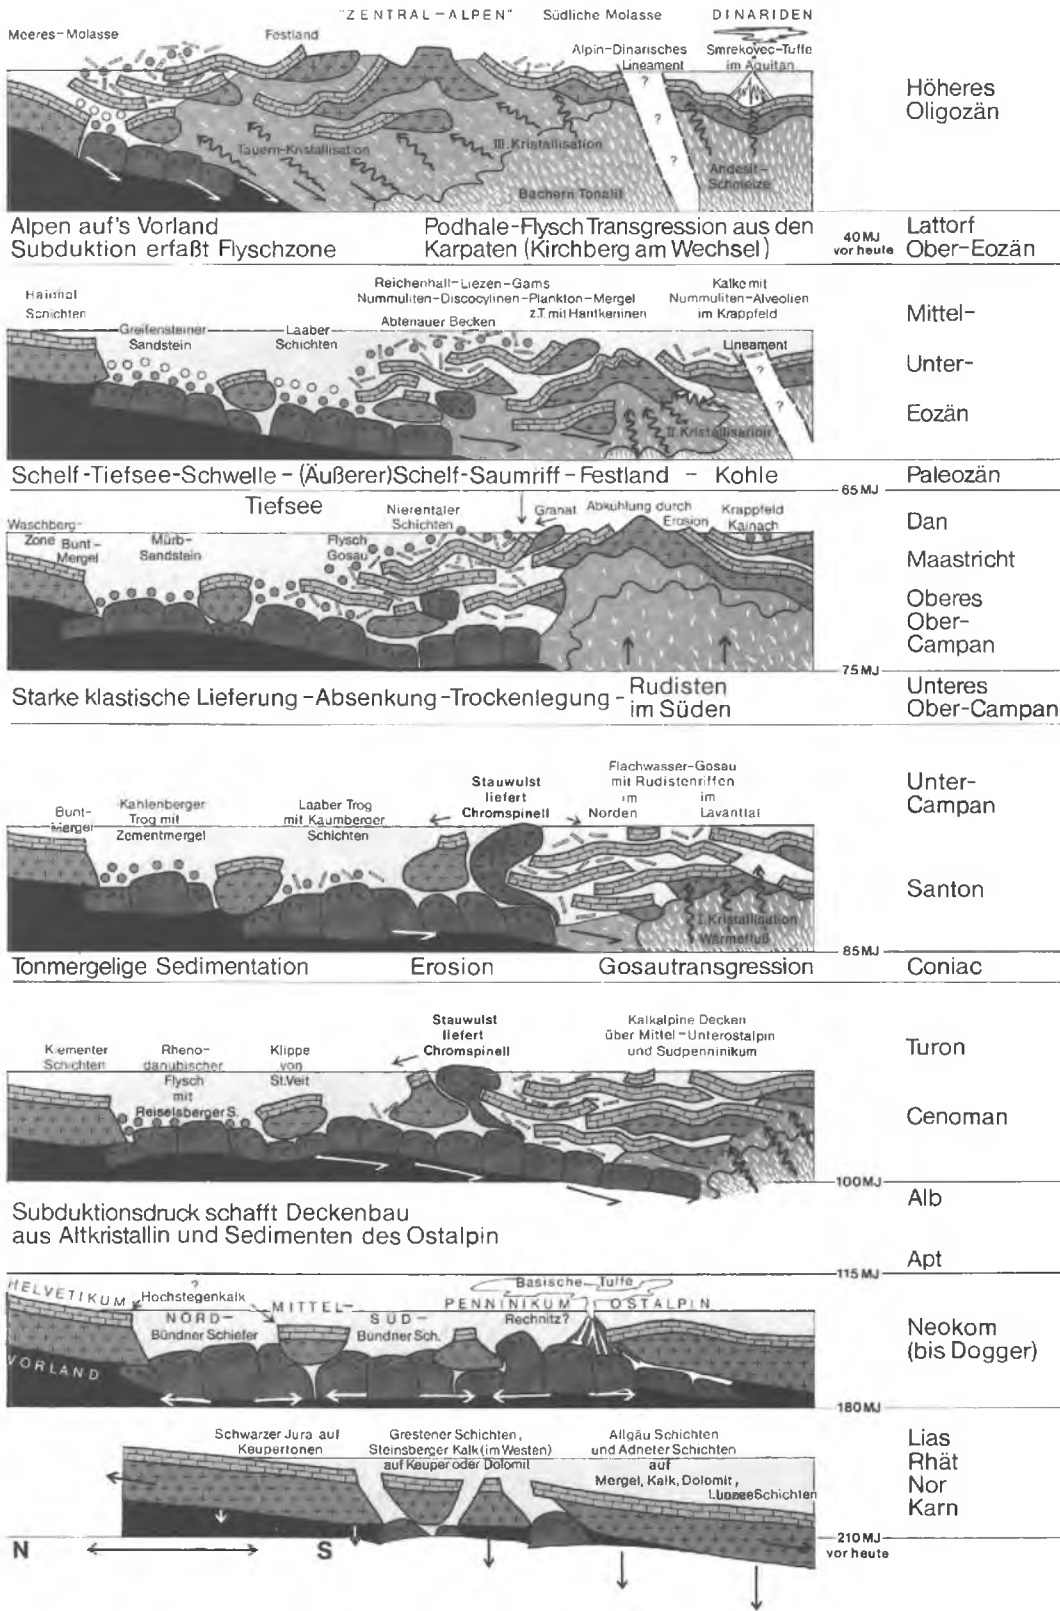 "ZENTRAL-ALPEN" Südliche Molasse DINARIDEN
Meeres-Molasse Festland Alpin-Dinarisches Lineament Smrekovec-Tuffe im Aquitan
?
?
?
Tauern-Kristallisation III. Kristallisation
Bachern Tonalit
Andesit-Schmelze
Höheres
Oligozän
Alpen auf's Vorland
Subduktion erfaßt Flyschzone
Podhale-Flysch Transgression aus den
Karpaten (Kirchberg am Wechsel)
40 MJ
vor heute
Lattorf
Ober-Eozän
Schichten
Greifensteiner
Sandstein
Laaber
Schichten
Reichenhall-Liezen-Gams
Nummuliten-Discocylinen-Plankton-Mergel
z.T. mit Hantkeninen
Abtenauer Becken
Kalke mit
Nummuliten-Alveolien
im Krappfeld
Lineament
?
?
II Kristallisation
Mittel-
Unter-
Eozän
Schelf-Tiefsee-Schwelle-(Äußerer)Schelf-Saumriff-Festland - Kohle
Paleozän
65 MJ
Tiefsee
Waschberg-
Zone
Bunt-
Mergel
Mürb-
Sandstein
Flysch
Gosau
Nierentaler
Schichten
Granat
Abkühlung durch
Erosion
Krappfeld
Kainach
Dan
Maastricht
Oberes
Ober-
Campan
75 MJ
Starke klastische Lieferung-Absenkung-Trockenlegung- Rudisten
im Süden
Unteres
Ober-Campan
Bunt-
Mergel
Kahlenberger
Trog mit
Zementmergel
Laaber Trog
mit Kaumberger
Schichten
Stauwulst
liefert
Chromspinell
Flachwasser-Gosau
mit Rudistenriffen
im im
Norden Lavanttal
I. Kristallisation
Wärmefluß
Unter-
Campan
Santon
85 MJ
Tonmergelige Sedimentation Erosion Gosautransgression
Coniac
Klementer
Schichten
Rheno-
danubischer
Flysch
mit
Reiselsberger S.
Klippe
von
St.Veit
Stauwulst
liefert
Chromspinell
Kalkalpine Decken
über Mittel-Unterostalpin
und Südpenninikum
Turon
Cenoman
100 MJ
Alb
Subduktionsdruck schafft Deckenbau
aus Altkristallin und Sedimenten des Ostalpin
Apt
115 MJ
HELVETIKUM
?
Hochstegenkalk
NORD-
Bündner Schiefer
MITTEL-
SÜD-
Bündner Sch.
PENNINIKUM
Rechnitz?
Basische Tuffe
OSTALPIN
VORLAND
Neokom
(bis Dogger)
180 MJ
Schwarzer Jura auf
Keupertonen
Grestener Schichten,
Steinsberger Kalk (im Westen)
auf Keuper oder Dolomit
Allgäu Schichten
und Adneter Schichten
auf
Mergel, Kalk, Dolomit,
Schichten
Lias
Rhät
Nor
Karn
210 MJ
vor heute
N S